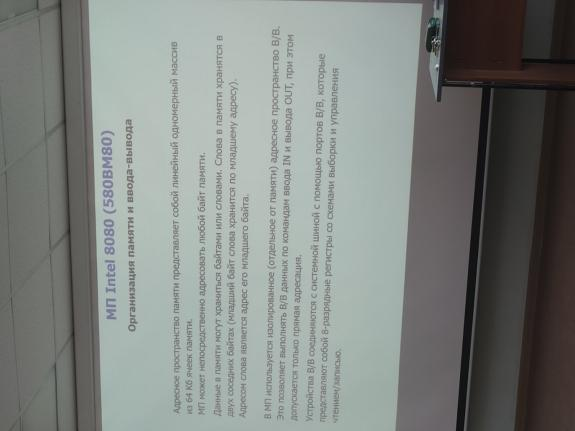 МП Intel 8080 (580ВМ80)
Организация памяти и ввода-вывода
Адресное пространство памяти представляет собой линейный одномерный массив
из 64 Кб ячеек памяти.
МП может непосредственно адресовать любой байт памяти.
Данные в памяти могут храниться байтами или словами. Слова в памяти хранятся в
двух соседних байтах (младший байт слова хранится по младшему адресу).
Адресом слова является адрес его младшего байта.
В МП используется изолированное (отдельное от памяти) адресное пространство В/В.
Это позволяет выполнять В/В данных по командам ввода IN и вывода OUT, при этом
допускается только прямая адресация.
Устройства В/В соединяются с системной шиной с помощью портов В/В, которые
представляют собой 8-разрядные регистры со схемами выборки и управления
чтением/записью.